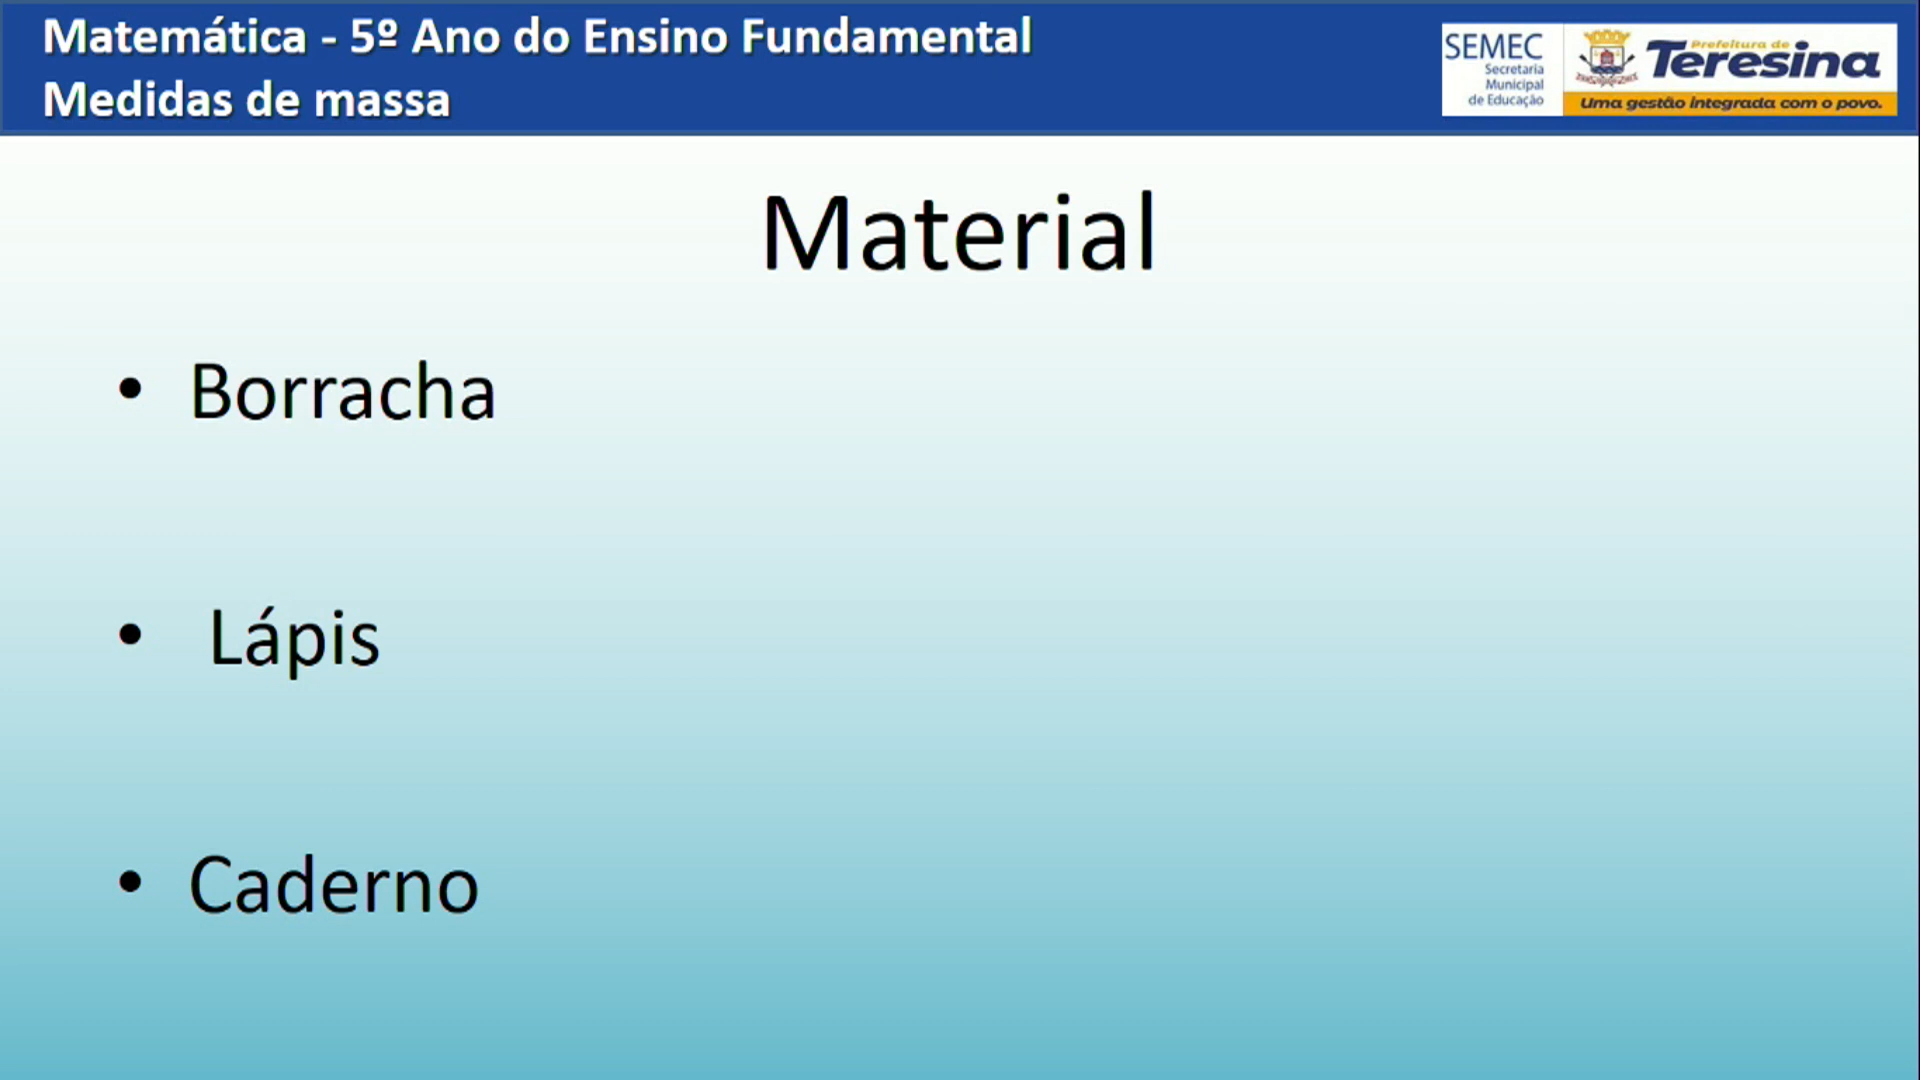 Matemática - 5º Ano do Ensino Fundamental
Medidas de massa
SEMEC
Secretaria
Municipal
de Educação
Prefeitura de
Teresina
Uma gestão integrada com o povo.
Material
• Borracha
• Lápis
• Caderno